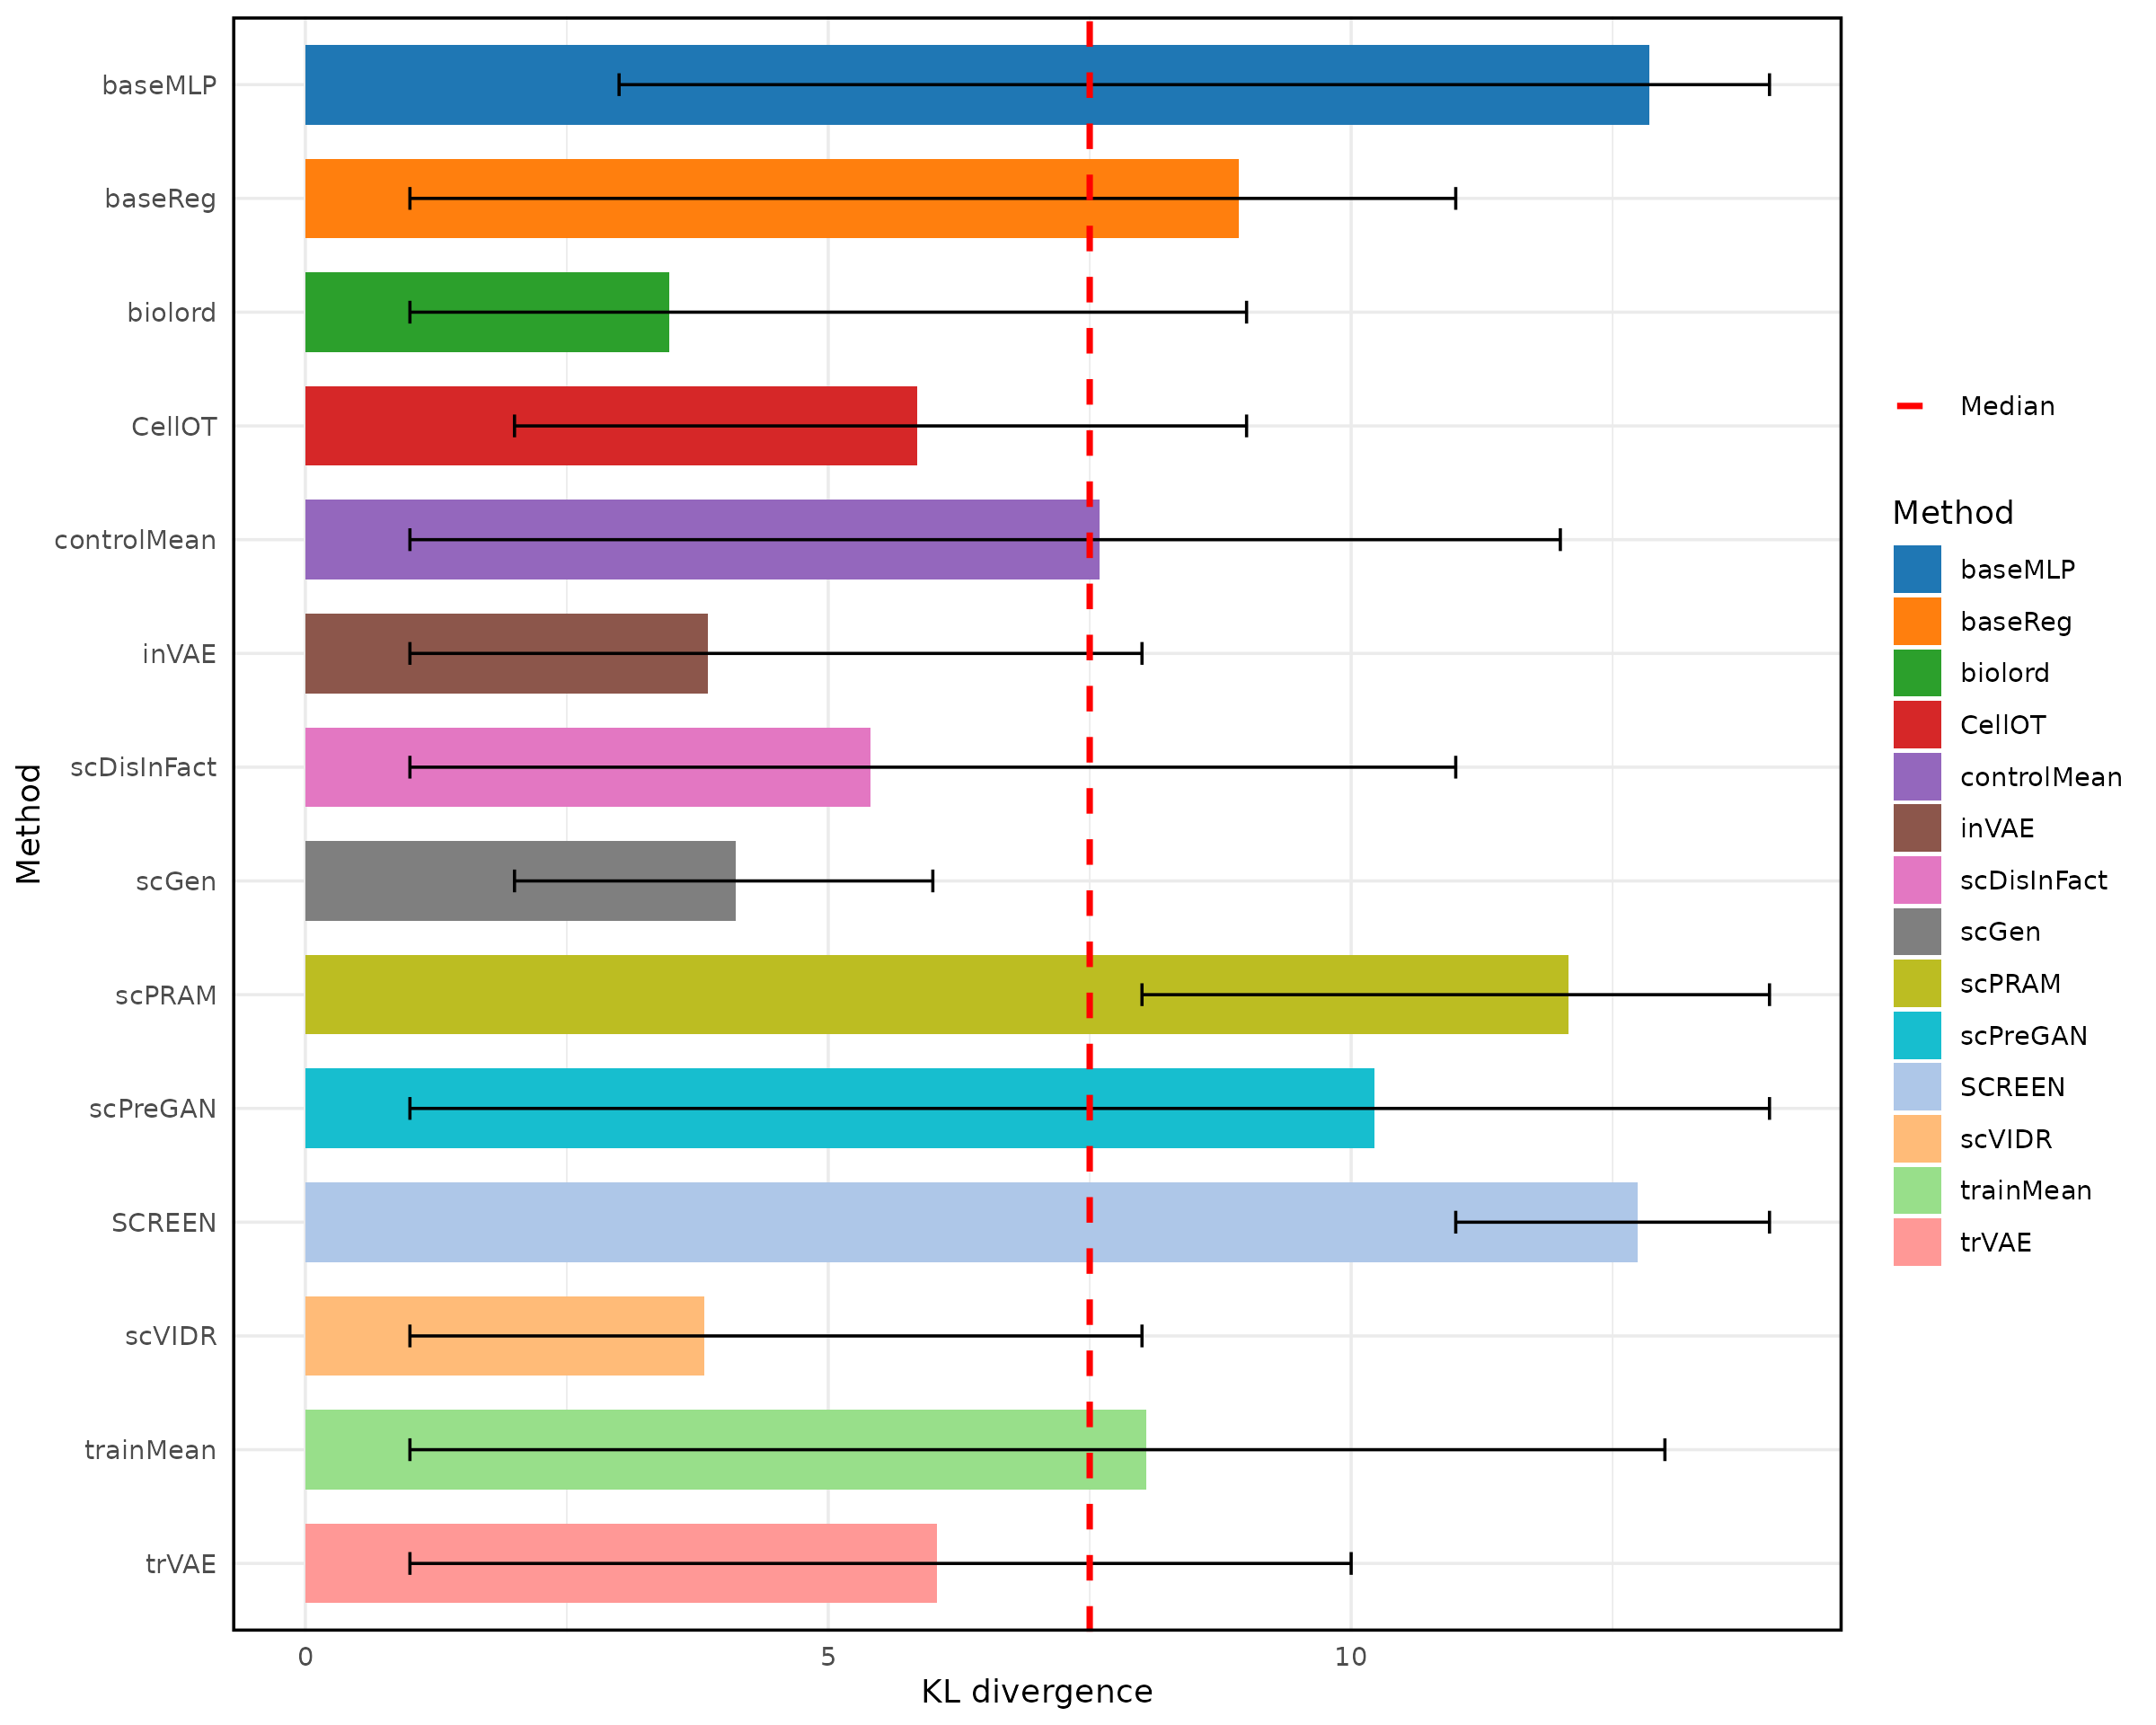 baseMLP
baseReg
biolord
CellOT
controlMean
inVAE
scDisInFact
scGen
scPRAM
scPreGAN
SCREEN
scVIDR
trainMean
trVAE
Method
0 5 10
KL divergence
Median
Method
baseMLP
baseReg
biolord
CellOT
controlMean
inVAE
scDisInFact
scGen
scPRAM
scPreGAN
SCREEN
scVIDR
trainMean
trVAE